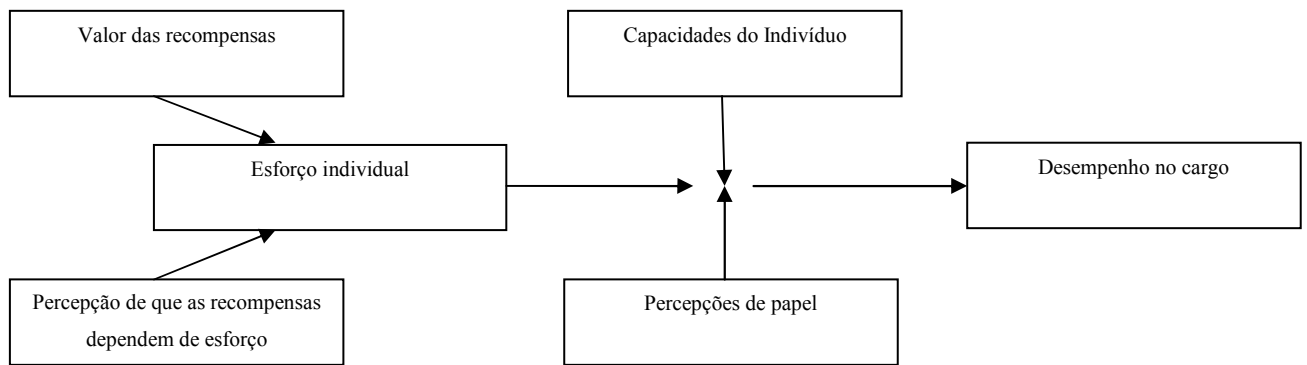 Valor das recompensas
Capacidades do Indivíduo
Esforço individual
Desempenho no cargo
Percepção de que as recompensas
dependem de esforço
Percepções de papel